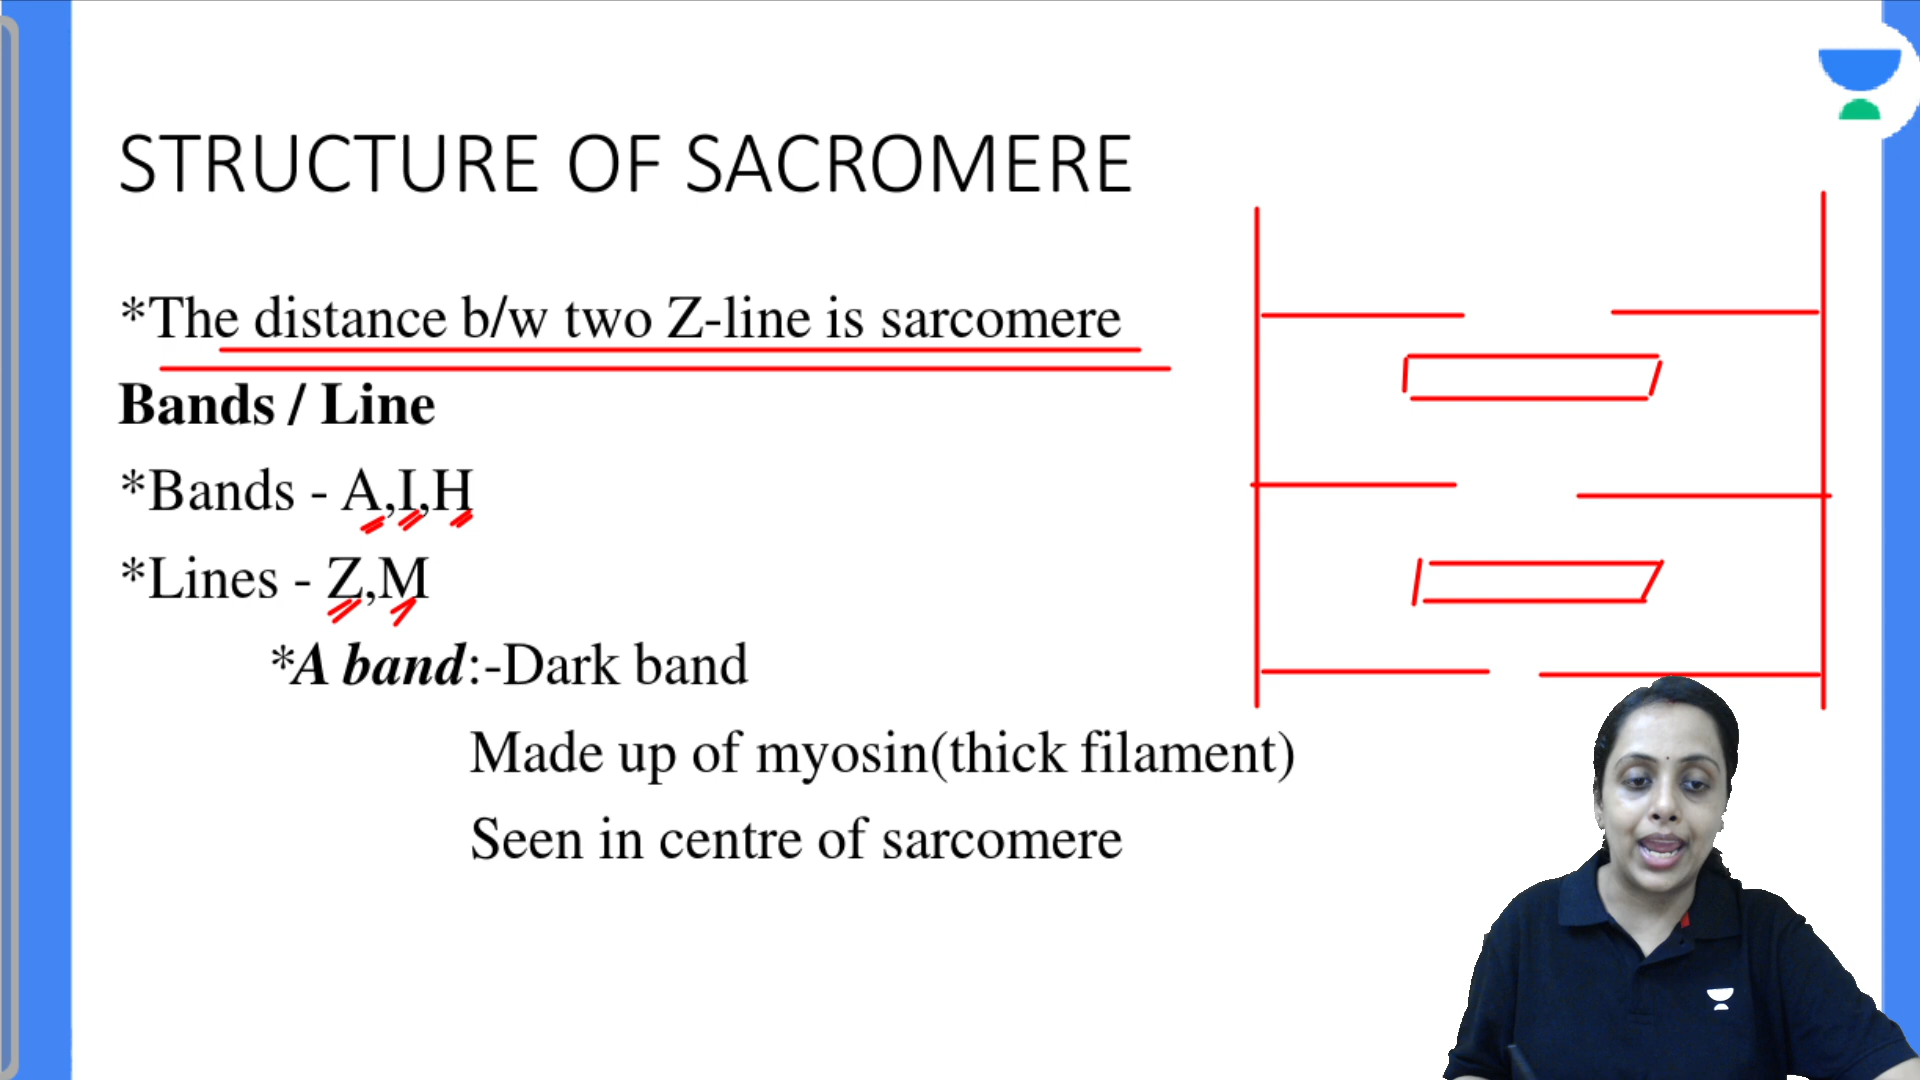 STRUCTURE OF SACROMERE
*The distance b/w two Z-line is sarcomere
Bands / Line
*Bands - A,I,H
*Lines - Z,M
*A band:-Dark band
Made up of myosin(thick filament)
Seen in centre of sarcomere